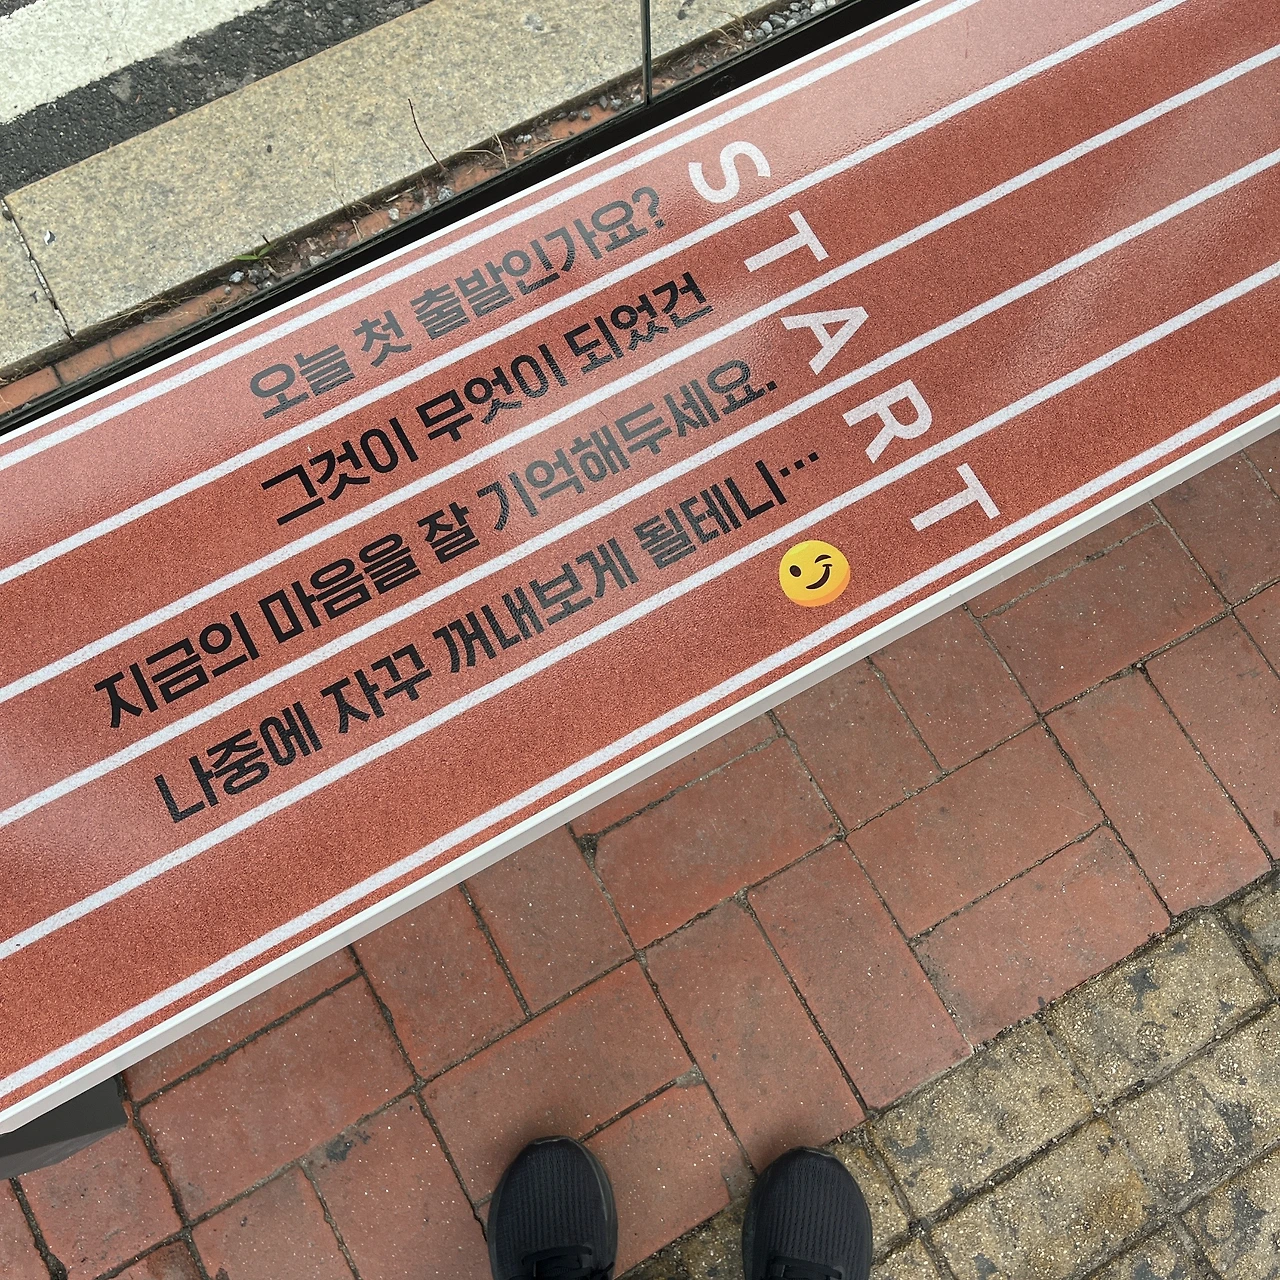 오늘 첫 출발인가요?
그것이 무엇이 되었건
지금의 마음을 잘 기억해두세요.
나중에 자꾸 꺼내보게 될테니…
START